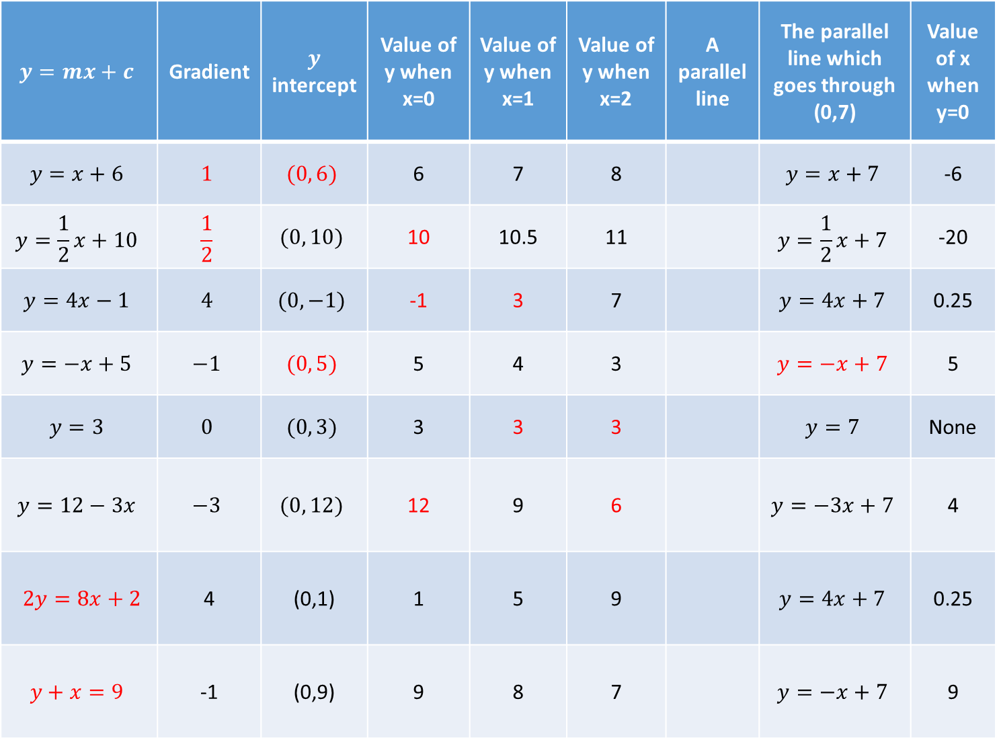 y = mx + c
Gradient
y
intercept
Value of
y when
x=0
Value of
y when
x=1
Value of
y when
x=2
A
parallel
line
The parallel
line which
goes through
(0,7)
Value
of x
when
y=0
y = x + 6
1
(0, 6)
6
7
8
y = x + 7
-6
y = 1/2 x + 10
1/2
(0, 10)
10
10.5
11
y = 1/2 x + 7
-20
y = 4x − 1
4
(0, −1)
-1
3
7
y = 4x + 7
0.25
y = −x + 5
−1
(0, 5)
5
4
3
y = −x + 7
5
y = 3
0
(0, 3)
3
3
3
y = 7
None
y = 12 − 3x
−3
(0, 12)
12
9
6
y = −3x + 7
4
2y = 8x + 2
4
(0,1)
1
5
9
y = 4x + 7
0.25
y + x = 9
-1
(0,9)
9
8
7
y = −x + 7
9